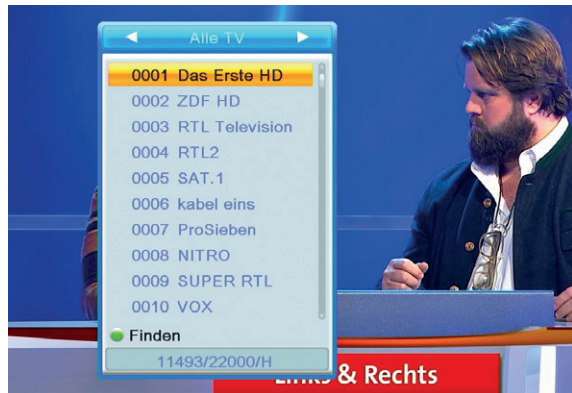 Alle TV
0001 Das Erste HD
0002 ZDF HD
0003 RTL Television
0004 RTL2
0005 SAT.1
0006 kabel eins
0007 ProSieben
0008 NITRO
0009 SUPER RTL
0010 VOX
Finden
11493/22000/H
Links & Rechts